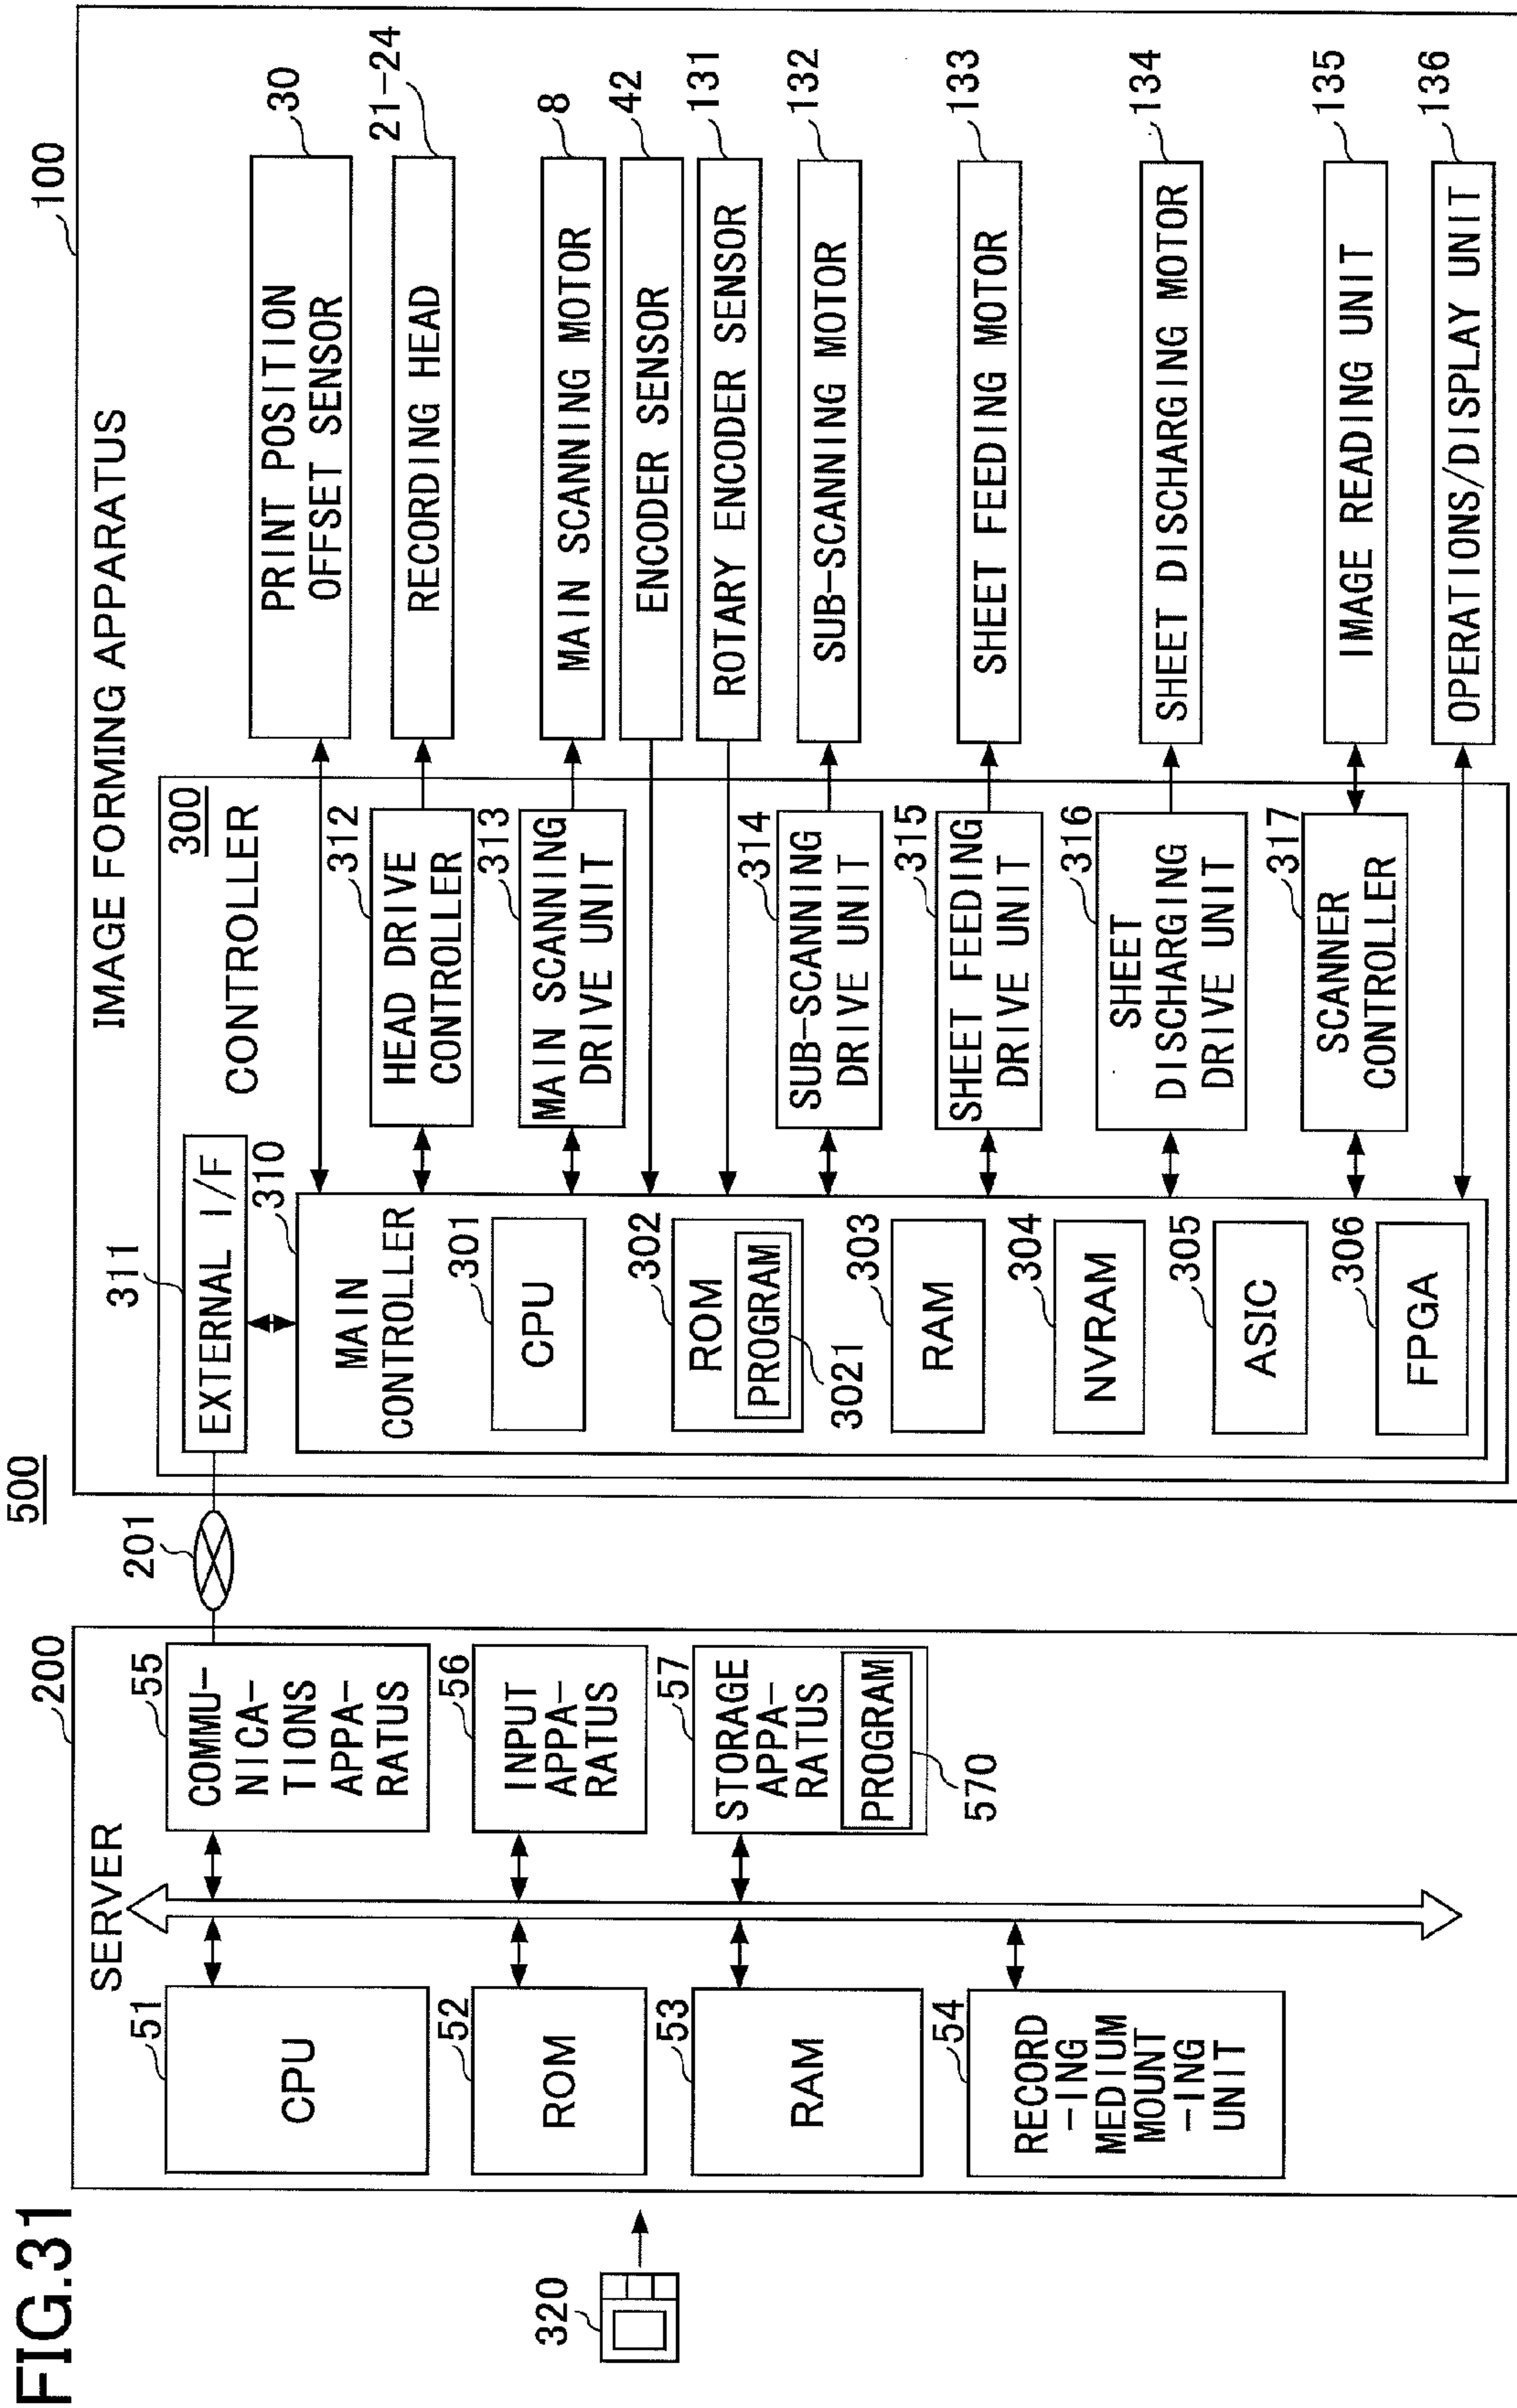 FIG.31
500
200
SERVER
51
CPU
52
ROM
53
RAM
54
RECORD
-ING
MEDIUM
MOUNT
-ING
UNIT
55
COMMU-
NICA-
TIONS
APPA-
RATUS
56
INPUT
APPA-
RATUS
57
STORAGE
APPA-
RATUS
PROGRAM
570
320
201
100
IMAGE FORMING APPARATUS
300
CONTROLLER
311
EXTERNAL I/F
310
MAIN
CONTROLLER
301
CPU
302
ROM
PROGRAM
3021
303
RAM
304
NVRAM
305
ASIC
306
FPGA
312
HEAD DRIVE
CONTROLLER
313
MAIN SCANNING
DRIVE UNIT
314
SUB-SCANNING
DRIVE UNIT
315
SHEET FEEDING
DRIVE UNIT
316
SHEET
DISCHARGING
DRIVE UNIT
317
SCANNER
CONTROLLER
PRINT POSITION
OFFSET SENSOR
30
RECORDING HEAD
21-24
MAIN SCANNING MOTOR
8
ENCODER SENSOR
42
ROTARY ENCODER SENSOR
131
SUB-SCANNING MOTOR
132
SHEET FEEDING MOTOR
133
SHEET DISCHARGING MOTOR
134
IMAGE READING UNIT
135
OPERATIONS/DISPLAY UNIT
136